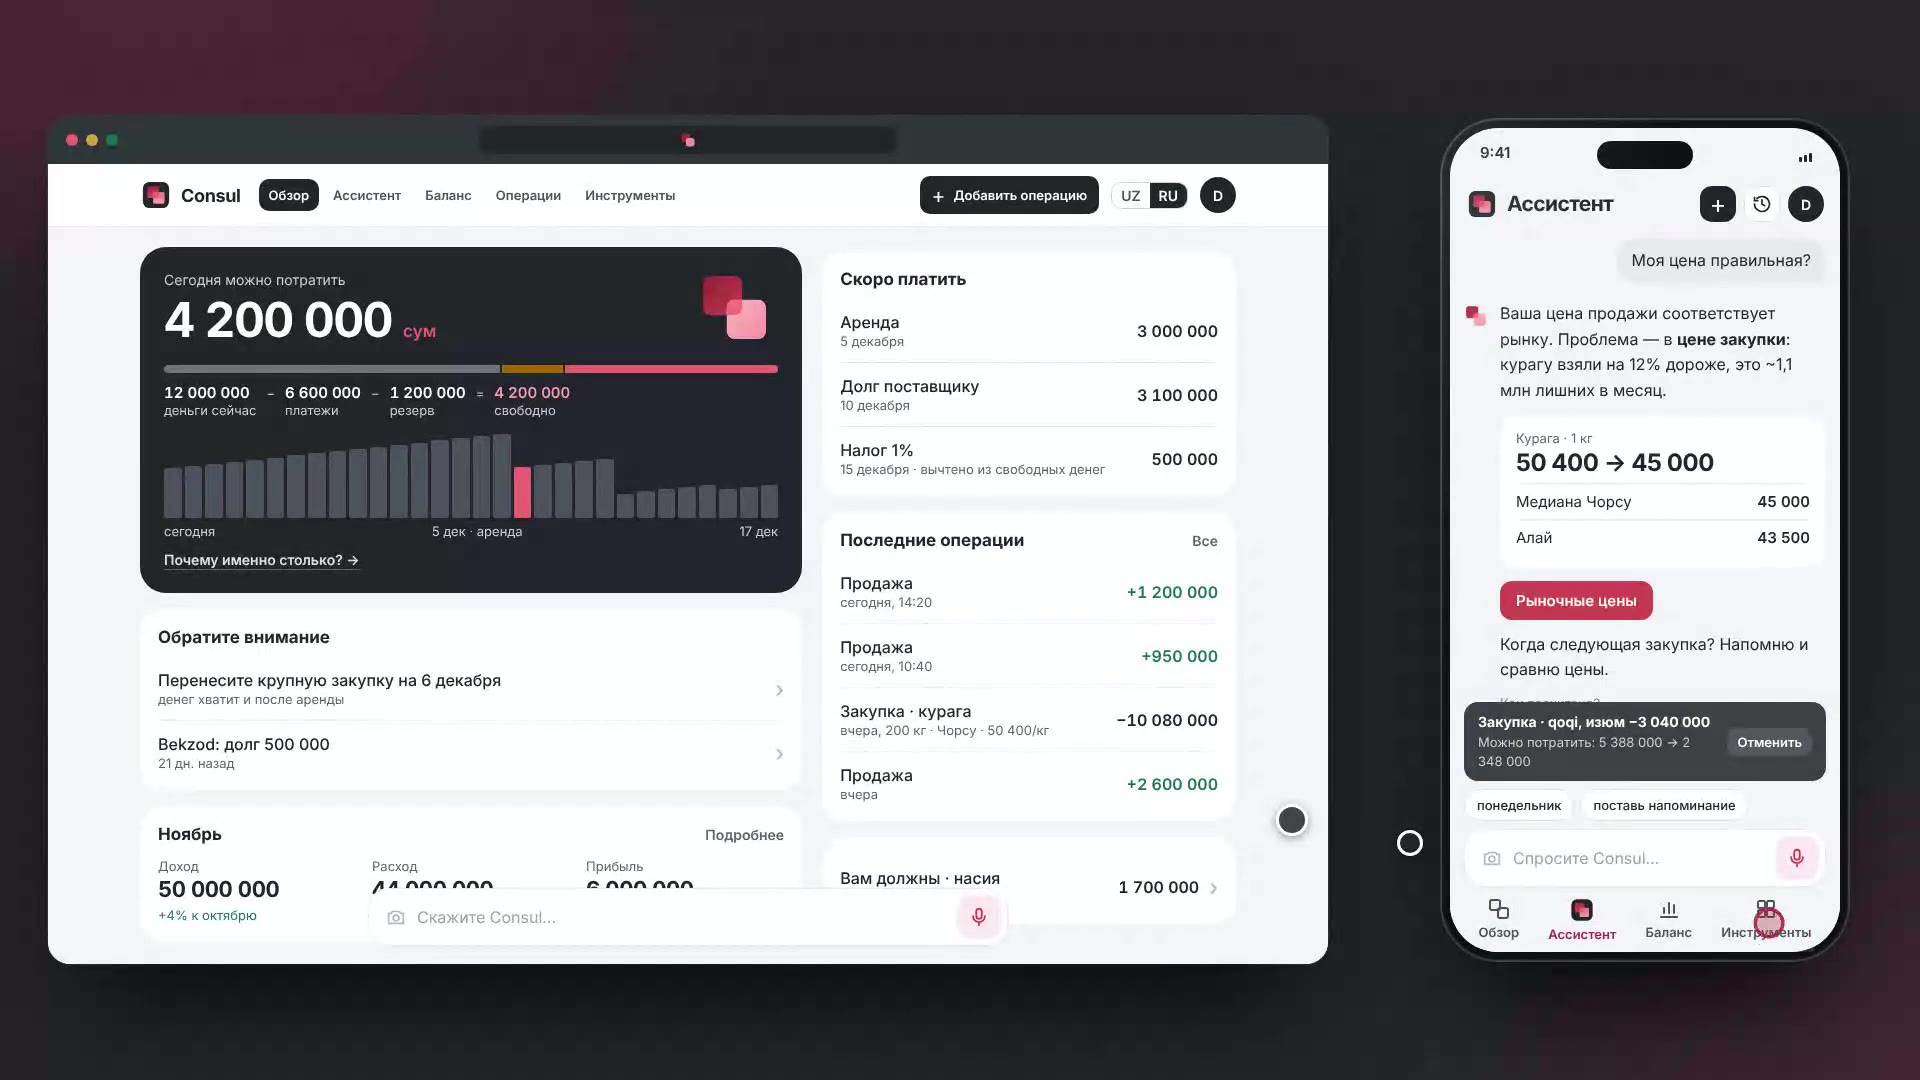 Consul
Обзор
Ассистент
Баланс
Операции
Инструменты
+ Добавить операцию
UZ RU
D
Сегодня можно потратить
4 200 000 сум
12 000 000 − 6 600 000 − 1 200 000 = 4 200 000
деньги сейчас платежи резерв свободно
сегодня 5 дек · аренда 17 дек
Почему именно столько? →
Обратите внимание
Перенесите крупную закупку на 6 декабря
денег хватит и после аренды
Bekzod: долг 500 000
21 дн. назад
Ноябрь Подробнее
Доход Расход Прибыль
50 000 000 44 000 000 6 000 000
+4% к октябрю
Скажите Consul...
Скоро платить
Аренда 3 000 000
5 декабря
Долг поставщику 3 100 000
10 декабря
Налог 1% 500 000
15 декабря · вычтено из свободных денег
Последние операции Все
Продажа +1 200 000
сегодня, 14:20
Продажа +950 000
сегодня, 10:40
Закупка · курага −10 080 000
вчера, 200 кг · Чорсу · 50 400/кг
Продажа +2 600 000
вчера
Вам должны · насия 1 700 000
9:41
Ассистент
+
D
Моя цена правильная?
Ваша цена продажи соответствует
рынку. Проблема — в цене закупки:
курагу взяли на 12% дороже, это ~1,1
млн лишних в месяц.
Курага · 1 кг
50 400 → 45 000
Медиана Чорсу 45 000
Алай 43 500
Рыночные цены
Когда следующая закупка? Напомню и
сравню цены.
Закупка · qoqi, изюм −3 040 000
Можно потратить: 5 388 000 → 2
348 000
Отменить
понедельник
поставь напоминание
Спросите Consul...
Обзор
Ассистент
Баланс
Инструменты